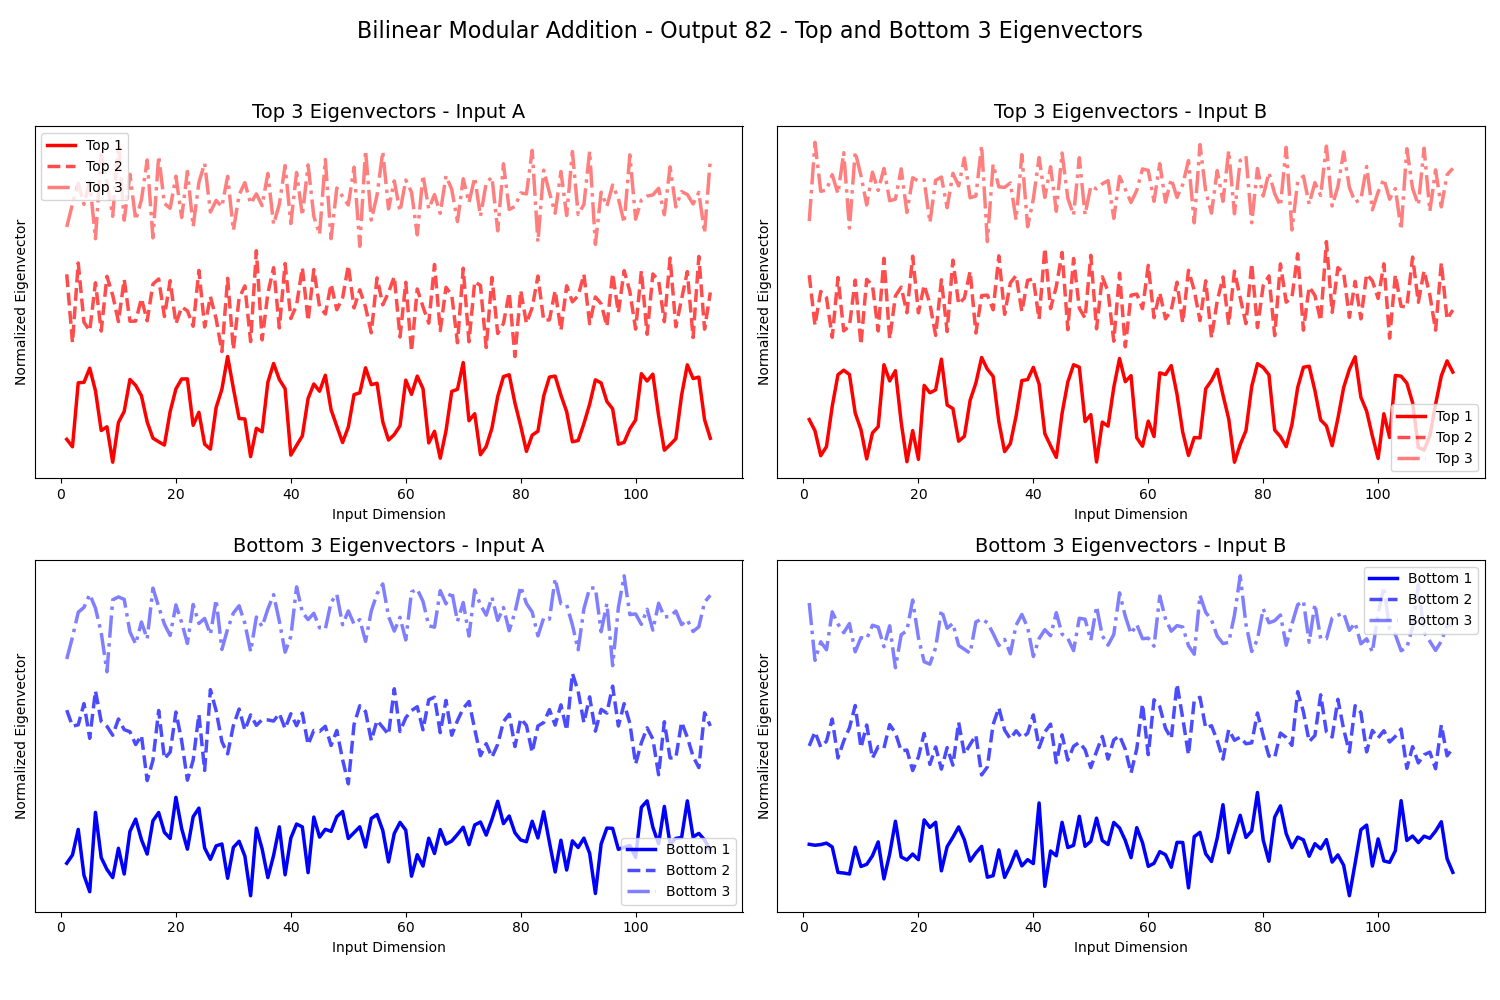 Bilinear Modular Addition - Output 82 - Top and Bottom 3 Eigenvectors
Top 3 Eigenvectors - Input A
Top 1
Top 2
Top 3
Normalized Eigenvector
0 20 40 60 80 100
Input Dimension
Top 3 Eigenvectors - Input B
Normalized Eigenvector
Top 1
Top 2
Top 3
0 20 40 60 80 100
Input Dimension
Bottom 3 Eigenvectors - Input A
Normalized Eigenvector
Bottom 1
Bottom 2
Bottom 3
0 20 40 60 80 100
Input Dimension
Bottom 3 Eigenvectors - Input B
Bottom 1
Bottom 2
Bottom 3
Normalized Eigenvector
0 20 40 60 80 100
Input Dimension